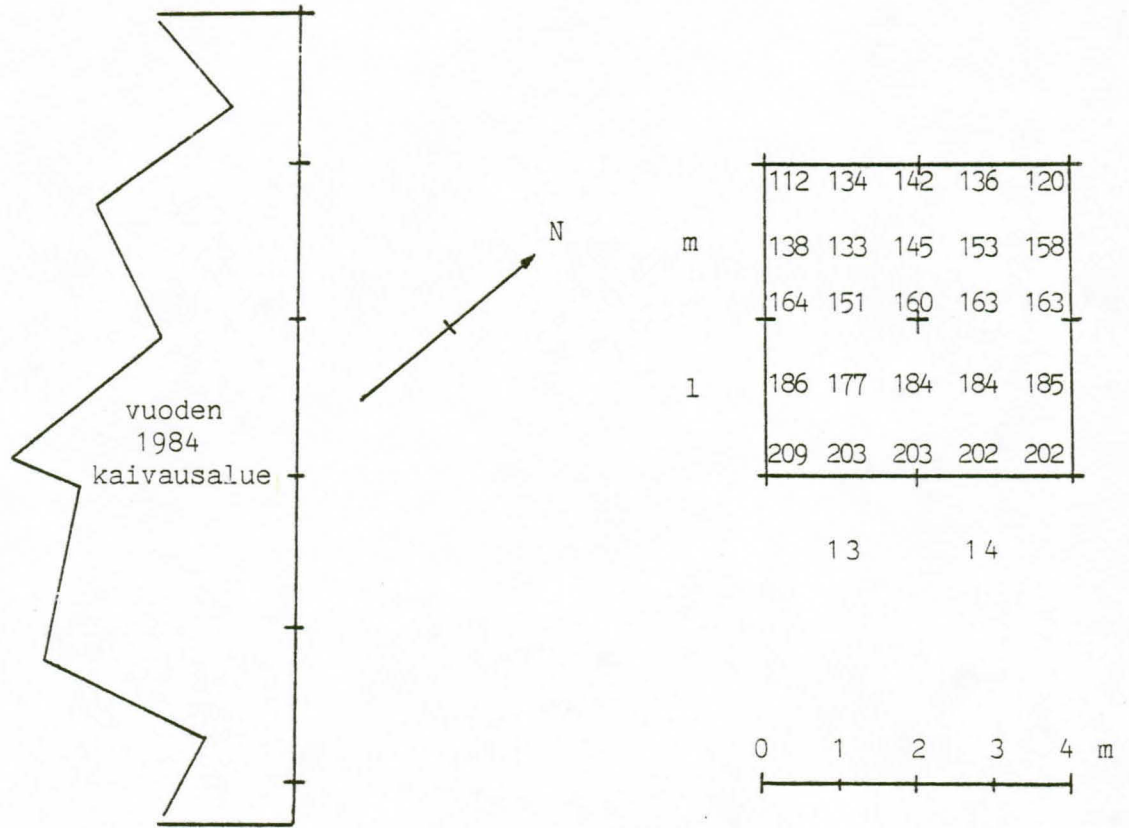 N
112 134 142 136 120
m 138 133 145 153 158
164 151 160 163 163
l 186 177 184 184 185
209 203 203 202 202
vuoden
1984
kaivausalue
13 14
0 1 2 3 4 m